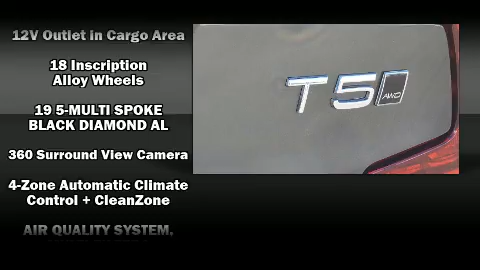 12V Outlet in Cargo Area
18 Inscription
Alloy Wheels
19 5-MULTI SPOKE
BLACK DIAMOND AL
360 Surround View Camera
4-Zone Automatic Climate
Control + CleanZone
AIR QUALITY SYSTEM,
T5 AWD